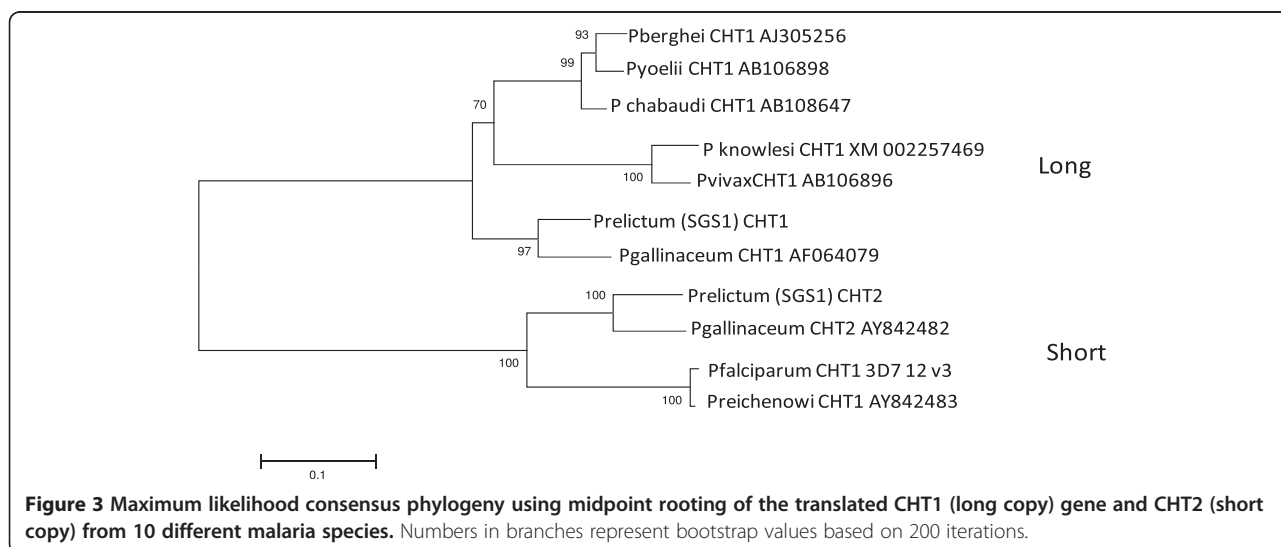 93
Pberghei CHT1 AJ305256
99
Pyoelii CHT1 AB106898
70
P chabaudi CHT1 AB108647
P knowlesi CHT1 XM 002257469
Long
100
PvivaxCHT1 AB106896
Prelictum (SGS1) CHT1
97
Pgallinaceum CHT1 AF064079
100
Prelictum (SGS1) CHT2
Pgallinaceum CHT2 AY842482
Short
100
Pfalciparum CHT1 3D7 12 v3
100
Preichenowi CHT1 AY842483
0.1
Figure 3 Maximum likelihood consensus phylogeny using midpoint rooting of the translated CHT1 (long copy) gene and CHT2 (short
copy) from 10 different malaria species. Numbers in branches represent bootstrap values based on 200 iterations.